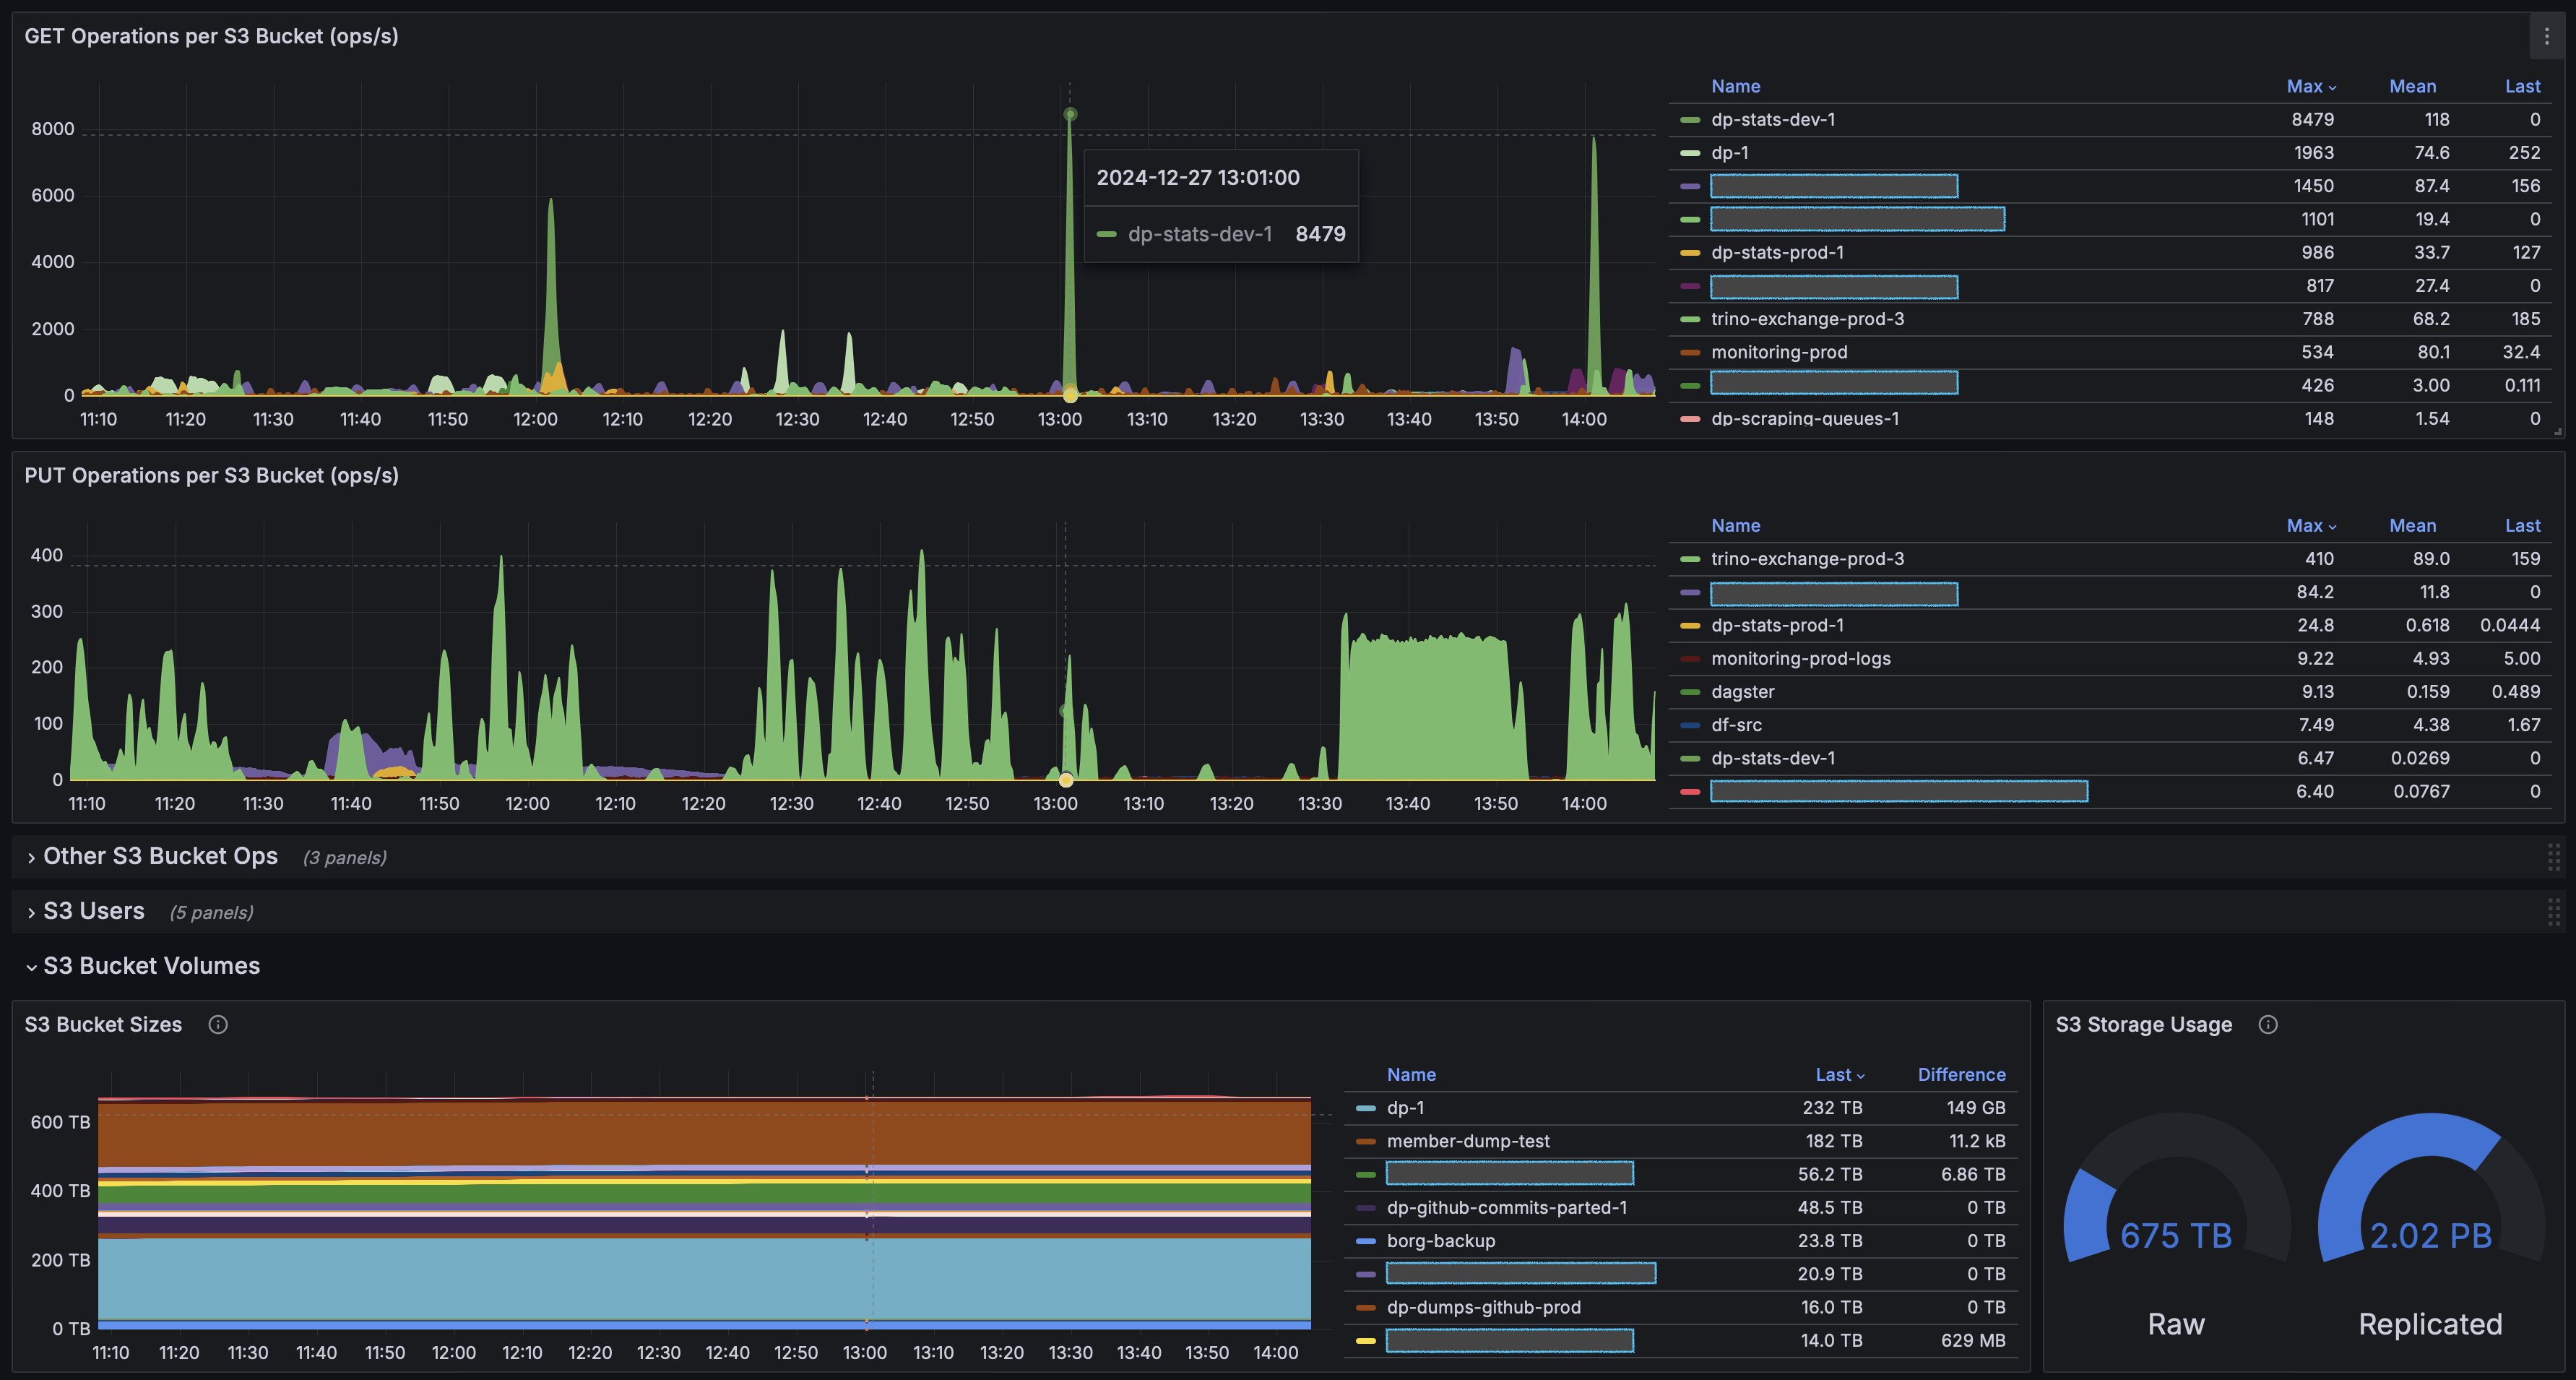 GET Operations per S3 Bucket (ops/s)
8000
6000
4000
2000
0
11:10 11:20 11:30 11:40 11:50 12:00 12:10 12:20 12:30 12:40 12:50 13:00 13:10 13:20 13:30 13:40 13:50 14:00
2024-12-27 13:01:00
dp-stats-dev-1 8479
Name Max Mean Last
dp-stats-dev-1 8479 118 0
dp-1 1963 74.6 252
1450 87.4 156
1101 19.4 0
dp-stats-prod-1 986 33.7 127
817 27.4 0
trino-exchange-prod-3 788 68.2 185
monitoring-prod 534 80.1 32.4
426 3.00 0.111
dp-scraping-queues-1 148 1.54 0
PUT Operations per S3 Bucket (ops/s)
400
300
200
100
0
11:10 11:20 11:30 11:40 11:50 12:00 12:10 12:20 12:30 12:40 12:50 13:00 13:10 13:20 13:30 13:40 13:50 14:00
Name Max Mean Last
trino-exchange-prod-3 410 89.0 159
84.2 11.8 0
dp-stats-prod-1 24.8 0.618 0.0444
monitoring-prod-logs 9.22 4.93 5.00
dagster 9.13 0.159 0.489
df-src 7.49 4.38 1.67
dp-stats-dev-1 6.47 0.0269 0
6.40 0.0767 0
Other S3 Bucket Ops (3 panels)
S3 Users (5 panels)
S3 Bucket Volumes
S3 Bucket Sizes
600 TB
400 TB
200 TB
0 TB
11:10 11:20 11:30 11:40 11:50 12:00 12:10 12:20 12:30 12:40 12:50 13:00 13:10 13:20 13:30 13:40 13:50 14:00
Name Last Difference
dp-1 232 TB 149 GB
member-dump-test 182 TB 11.2 kB
56.2 TB 6.86 TB
dp-github-commits-parted-1 48.5 TB 0 TB
borg-backup 23.8 TB 0 TB
20.9 TB 0 TB
dp-dumps-github-prod 16.0 TB 0 TB
14.0 TB 629 MB
S3 Storage Usage
675 TB
Raw
2.02 PB
Replicated